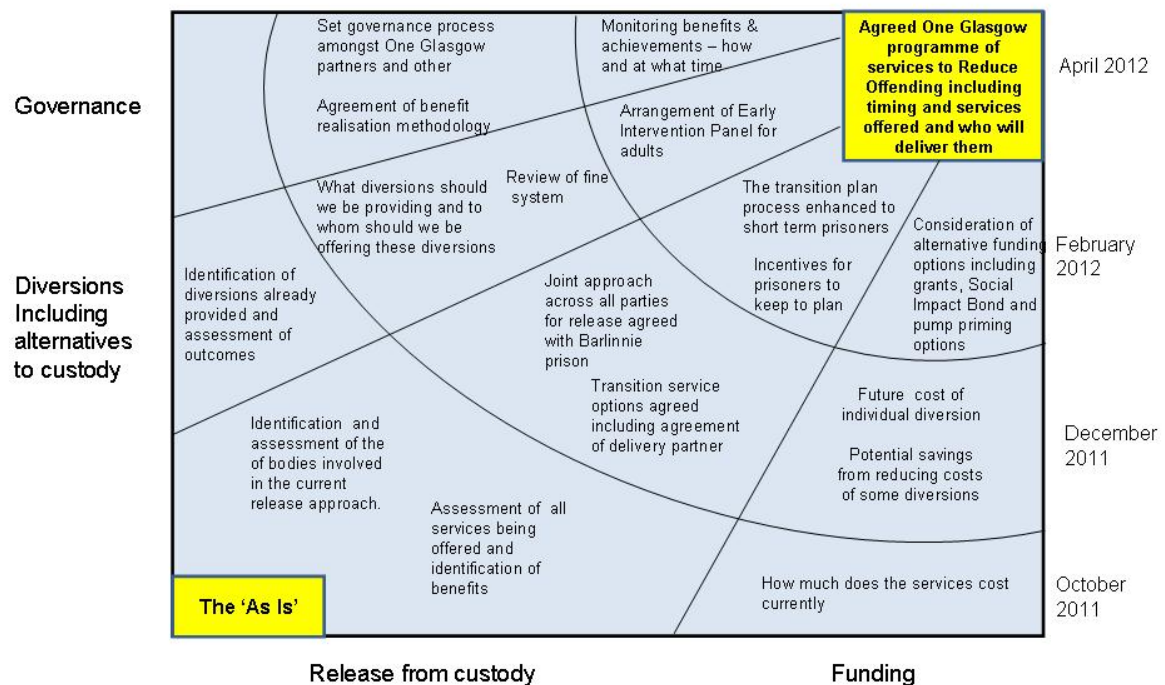 Set governance process
amongst One Glasgow
partners and other
Agreement of benefit
realisation methodology
Monitoring benefits &
achievements – how
and at what time
Agreed One Glasgow
programme of
services to Reduce
Offending including
timing and services
offered and who will
deliver them
April 2012
Governance
Arrangement of Early
Intervention Panel for
adults
What diversions should
we be providing and to
whom should we be
offering these diversions
Review of fine
system
The transition plan
process enhanced to
short term prisoners
Incentives for
prisoners to
keep to plan
Consideration of
alternative funding
options including
grants, Social
Impact Bond and
pump priming
options
February
2012
Diversions
Including
alternatives
to custody
Identification of
diversions already
provided and
assessment of
outcomes
Joint approach
across all parties
for release agreed
with Barlinnie
prison
Transition service
options agreed
including agreement
of delivery partner
Future cost of
individual diversion
Potential savings
from reducing costs
of some diversions
December
2011
Identification and
assessment of the
of bodies involved
in the current
release approach.
Assessment of all
services being
offered and
identification of
benefits
How much does the services cost
currently
October
2011
The ‘As Is’
Release from custody
Funding